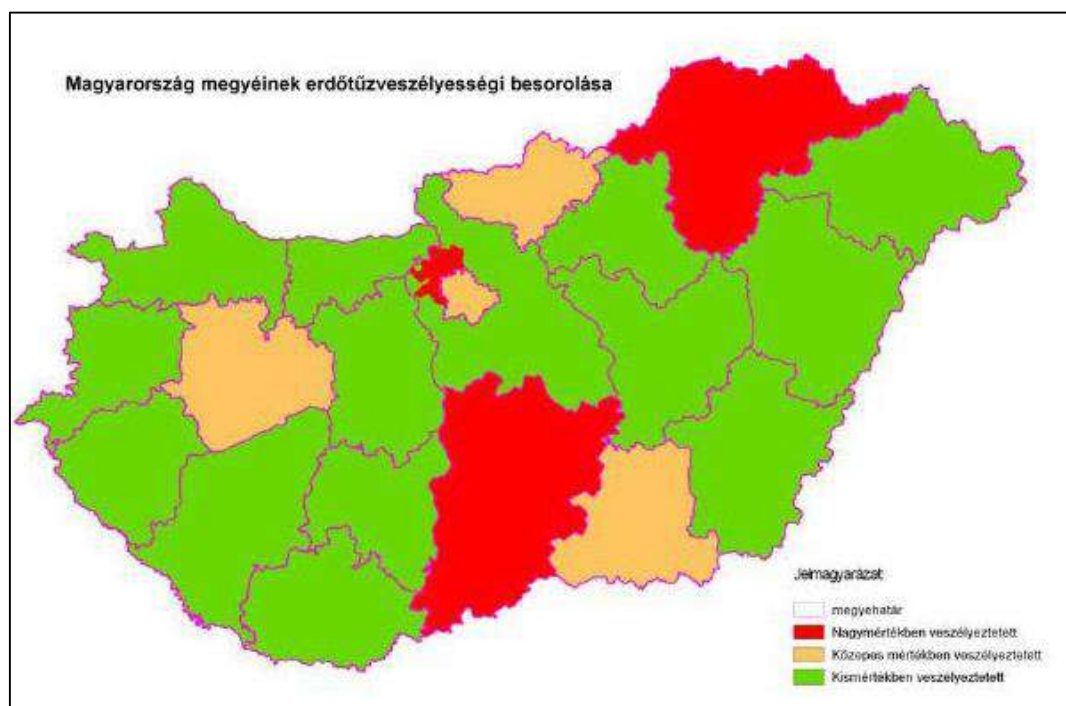 Magyarország megyéinek erdőtűzveszélyességi besorolása
Jelmagyarázat
megyehatár
Nagymértékben veszélyeztetett
Közepes mértékben veszélyeztetett
Kismértékben veszélyeztetett